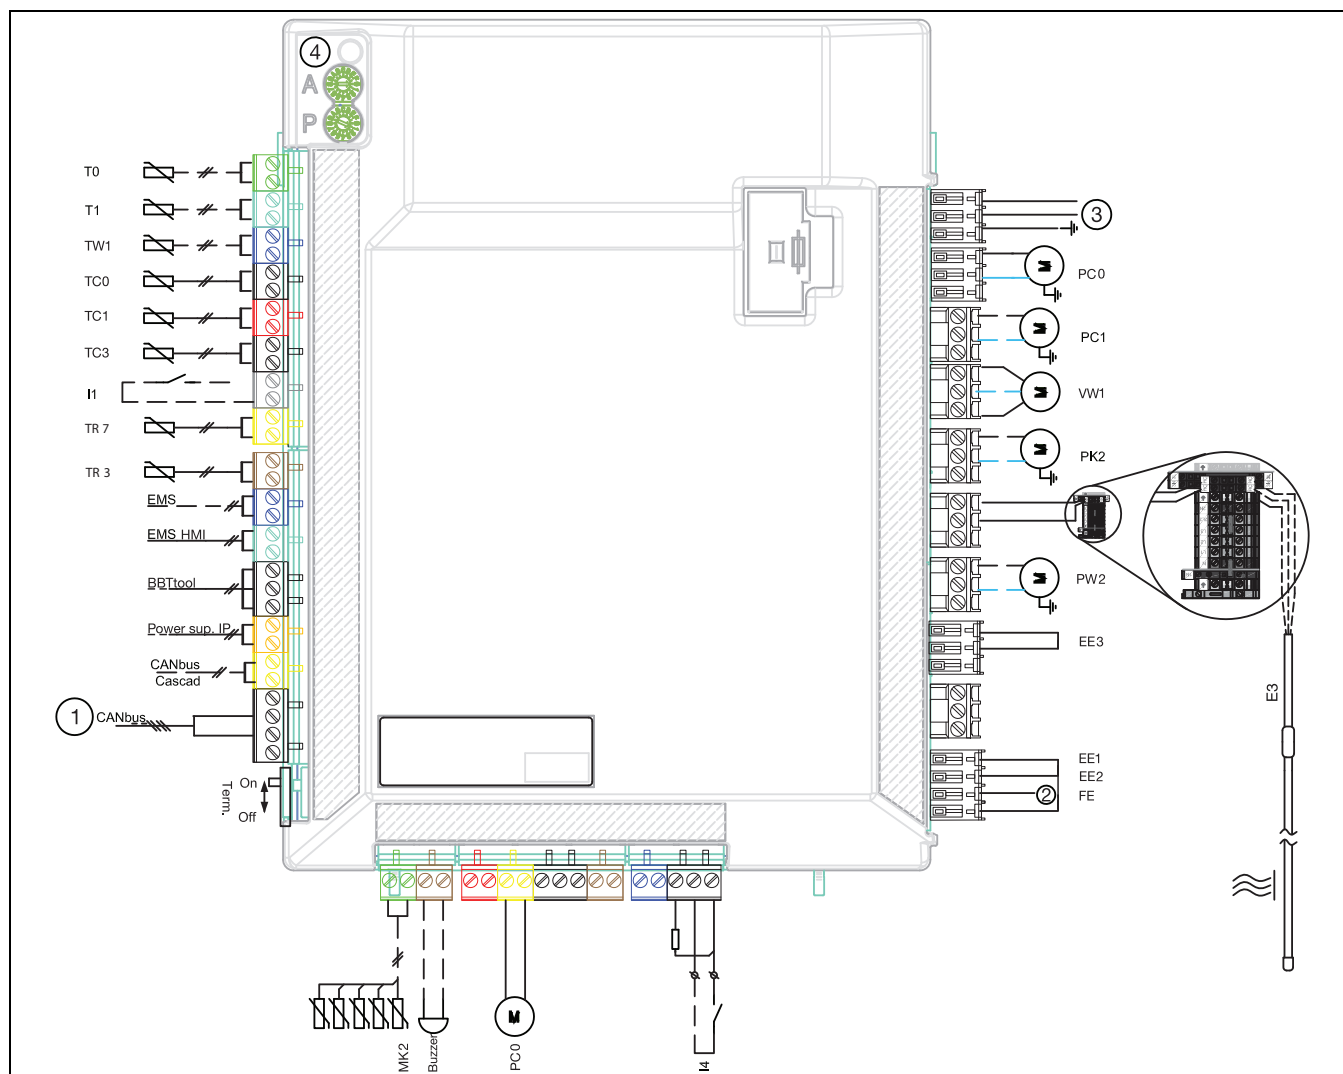 4
A
P
T0
T1
TW1
TC0
TC1
TC3
I1
TR 7
TR 3
EMS
EMS HMI
BBTtool
Power sup. IP
CANbus
Cascad
1
CANbus
On
Term.
Off
3
M
PC0
M
PC1
M
VW1
M
PK2
M
PW2
EE3
EE1
EE2
2
FE
E3
MK2
Buzzer
M
PC0
I4